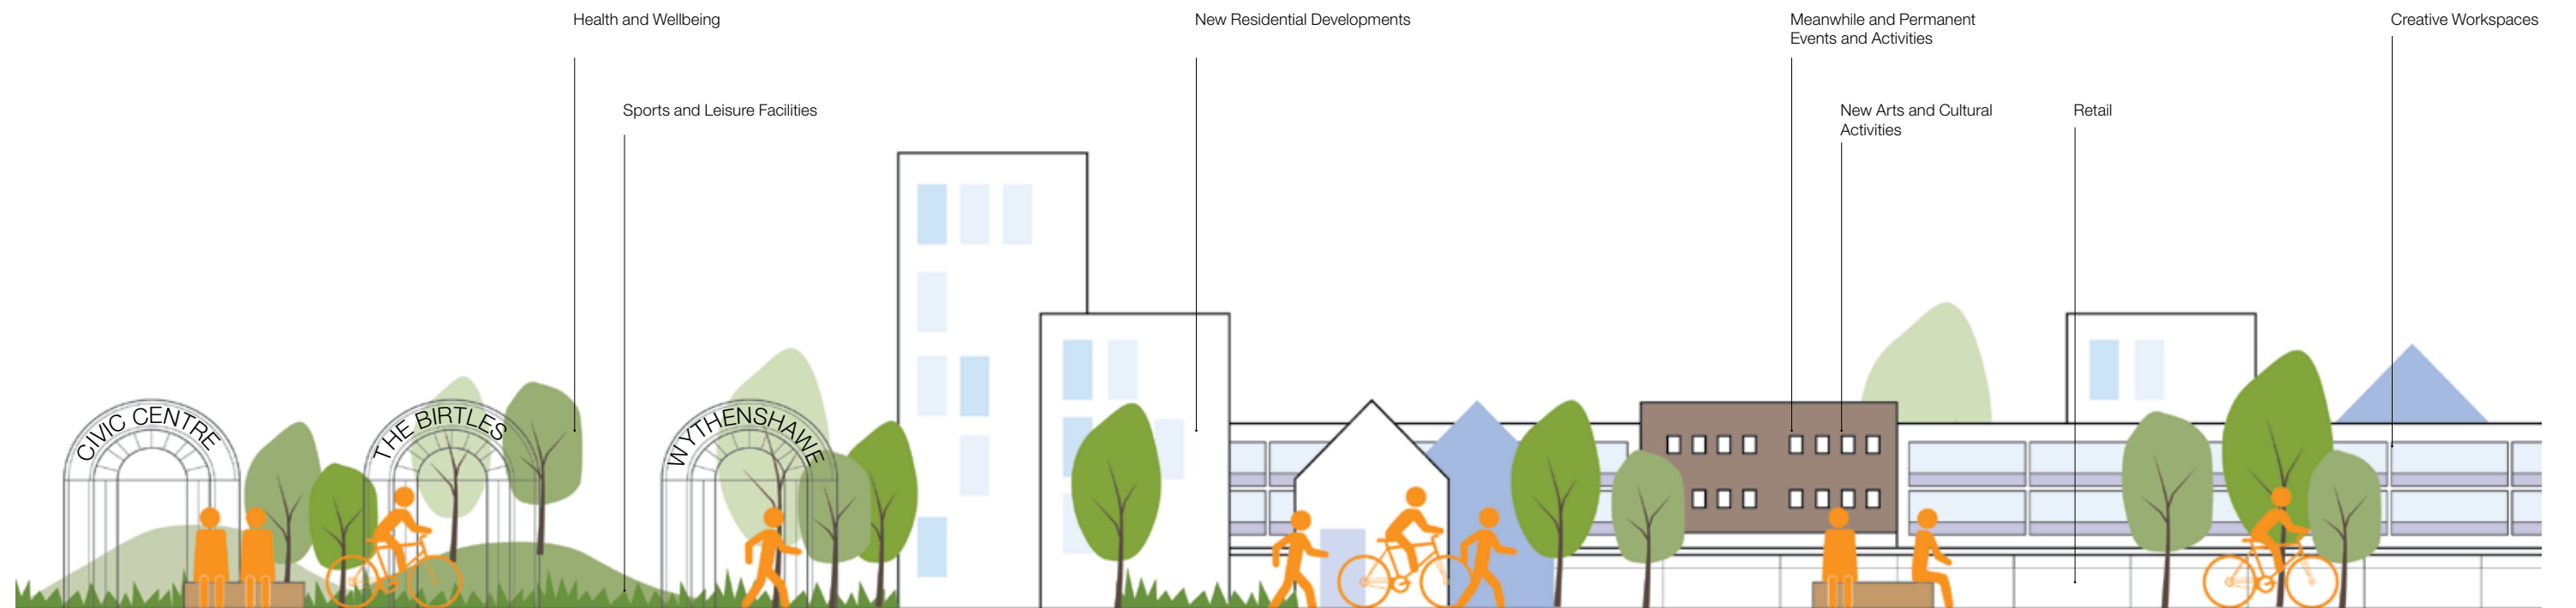 Health and Wellbeing
New Residential Developments
Meanwhile and Permanent
Events and Activities
Creative Workspaces
Sports and Leisure Facilities
New Arts and Cultural
Activities
Retail
CIVIC CENTRE
THE BIRTLES
WYTHENSHAWE